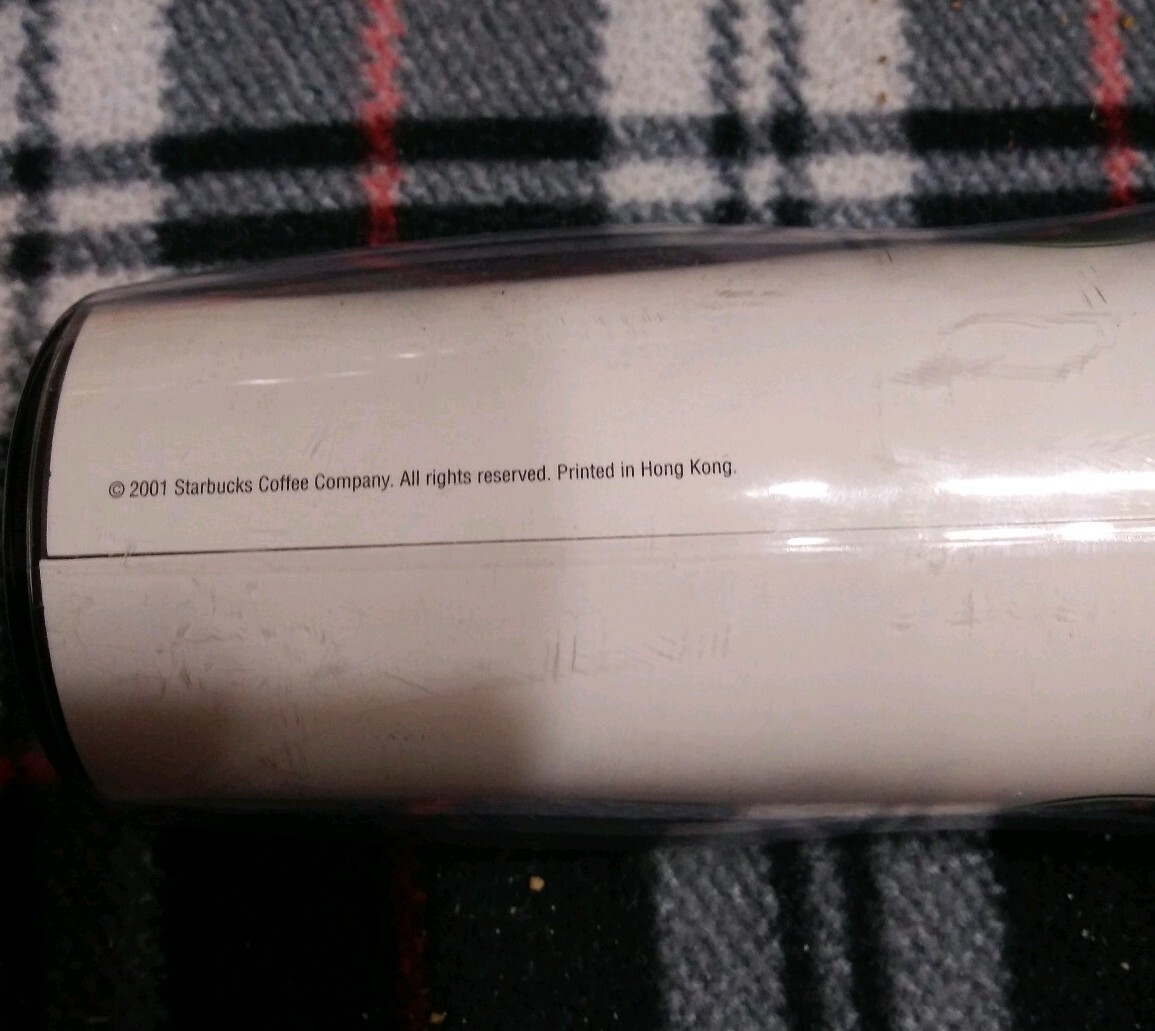 © 2001 Starbucks Coffee Company. All rights reserved. Printed in Hong Kong.